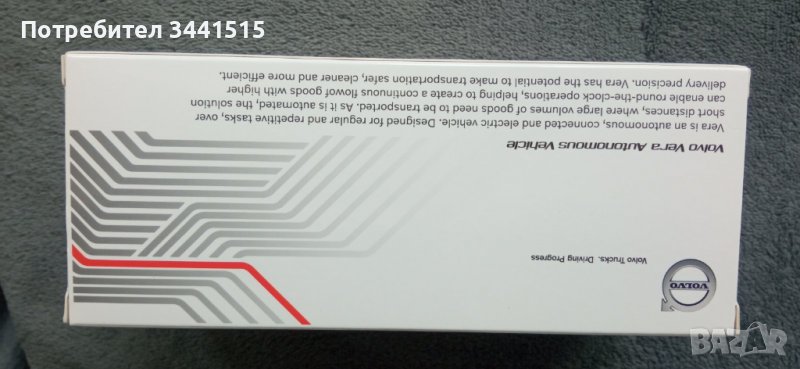 Потребител 3441515
VOLVO
Volvo Trucks. Driving Progress
Volvo Vera Autonomous Vehicle
Vera is an autonomous, connected and electric vehicle. Designed for regular and repetitive tasks, over
short distances, where large volumes of goods need to be transported. As it is automated, the solution
can enable round-the-clock operations, helping to create a continuous flowof goods with higher
delivery precision. Vera has the potential to make transportation safer, cleaner and more efficient.
BAZAR